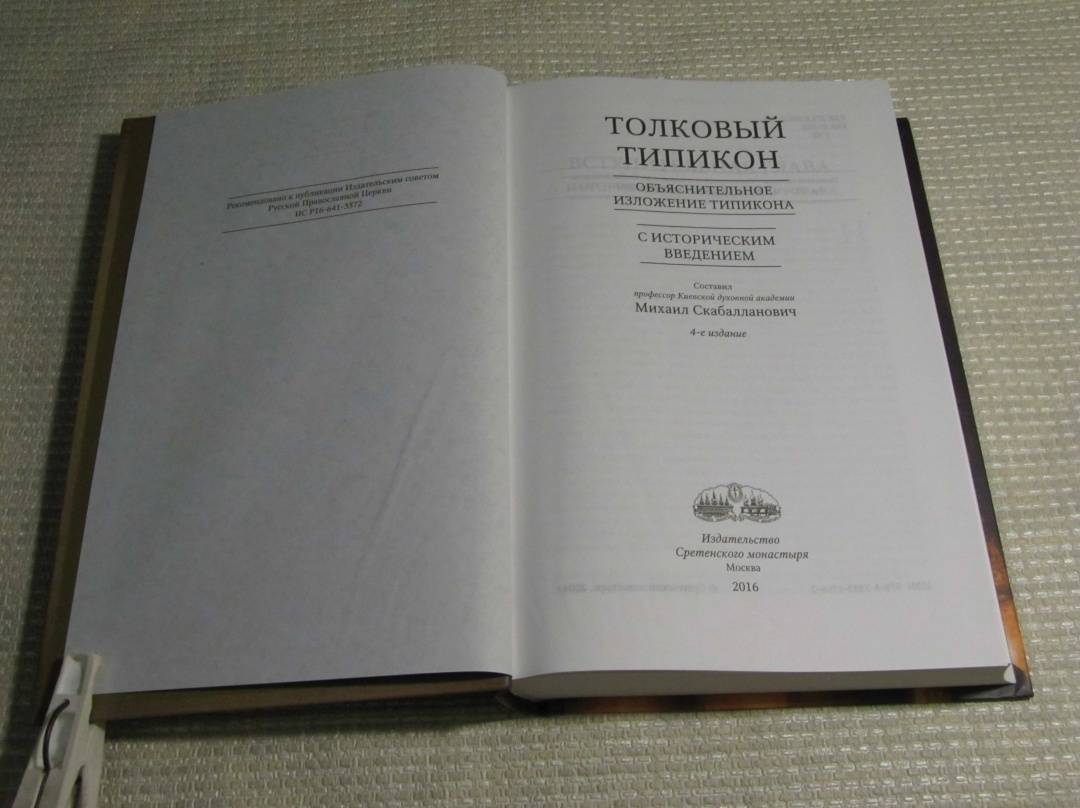 Рекомендовано к публикации Издательским советом
Русской Православной Церкви
ИС Р16-641-3372
ТОЛКОВЫЙ
ТИПИКОН
ОБЪЯСНИТЕЛЬНОЕ
ИЗЛОЖЕНИЕ ТИПИКОНА
С ИСТОРИЧЕСКИМ
ВВЕДЕНИЕМ
Составил
профессор Киевской духовной академии
Михаил Скабалланович
4-е издание
Издательство
Сретенского монастыря
Москва
2016